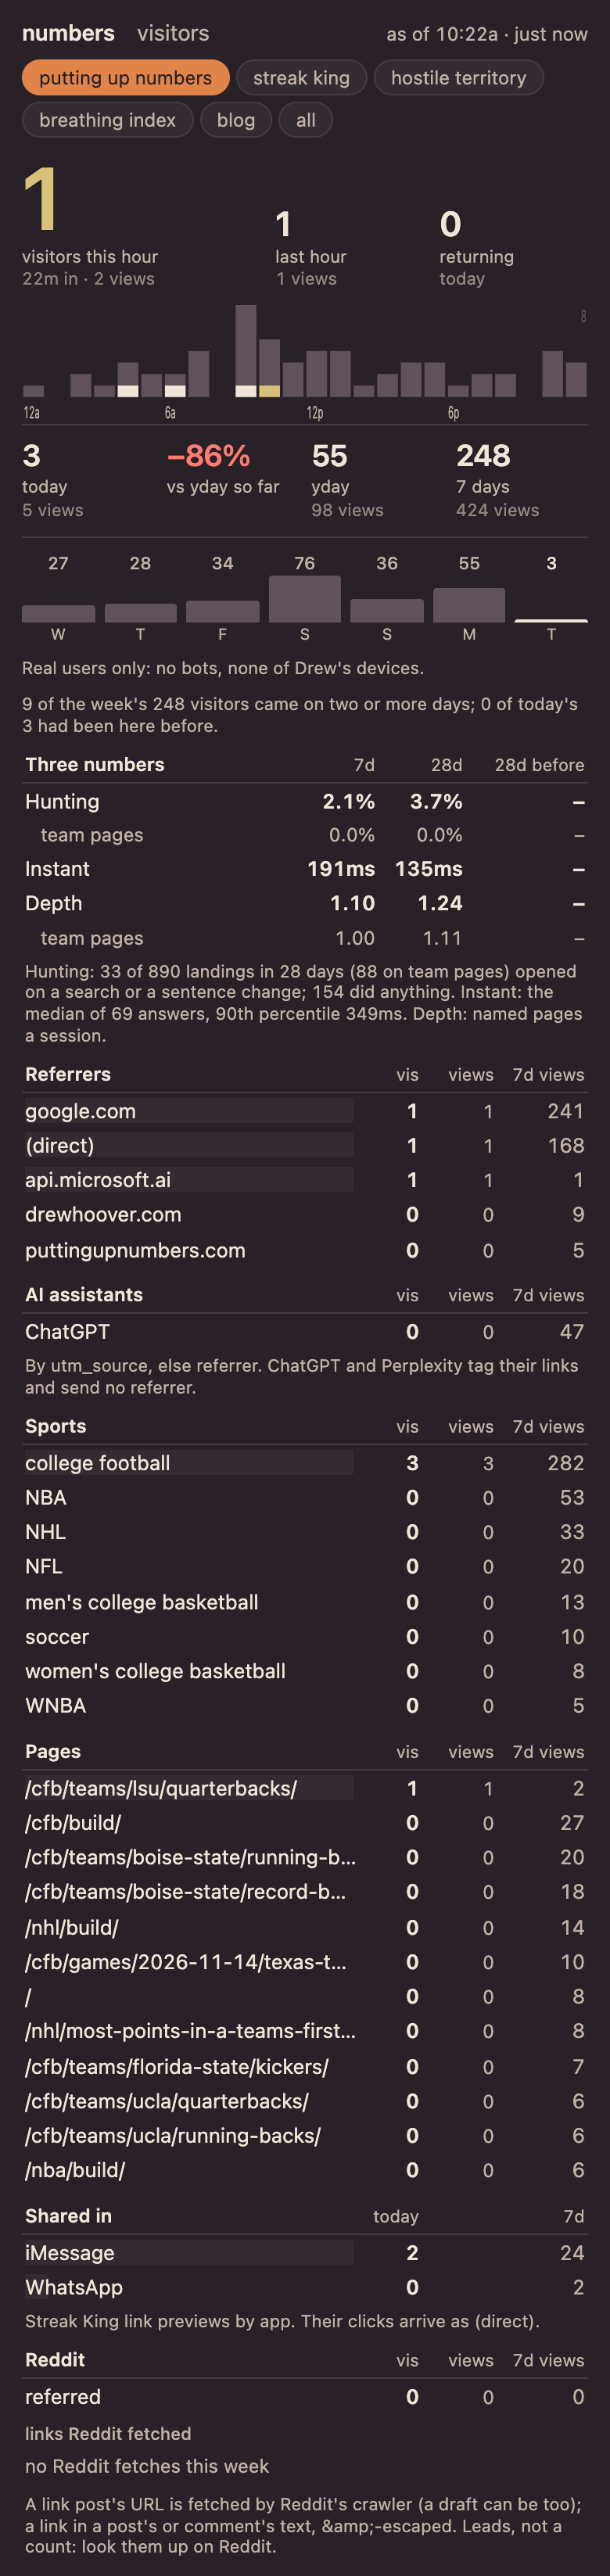 numbers visitors as of 10:22a · just now
putting up numbers streak king hostile territory
breathing index blog all
1 1 0
visitors this hour last hour returning
22m in · 2 views 1 views today
8
12a 6a 12p 6p
3 −86% 55 248
today vs yday so far yday 7 days
5 views 98 views 424 views
27 28 34 76 36 55 3
W T F S S M T
Real users only: no bots, none of Drew's devices.
9 of the week's 248 visitors came on two or more days; 0 of today's
3 had been here before.
Three numbers 7d 28d 28d before
Hunting 2.1% 3.7% –
team pages 0.0% 0.0% –
Instant 191ms 135ms –
Depth 1.10 1.24 –
team pages 1.00 1.11 –
Hunting: 33 of 890 landings in 28 days (88 on team pages) opened
on a search or a sentence change; 154 did anything. Instant: the
median of 69 answers, 90th percentile 349ms. Depth: named pages
a session.
Referrers vis views 7d views
google.com 1 1 241
(direct) 1 1 168
api.microsoft.ai 1 1 1
drewhoover.com 0 0 9
puttingupnumbers.com 0 0 5
AI assistants vis views 7d views
ChatGPT 0 0 47
By utm_source, else referrer. ChatGPT and Perplexity tag their links
and send no referrer.
Sports vis views 7d views
college football 3 3 282
NBA 0 0 53
NHL 0 0 33
NFL 0 0 20
men's college basketball 0 0 13
soccer 0 0 10
women's college basketball 0 0 8
WNBA 0 0 5
Pages vis views 7d views
/cfb/teams/lsu/quarterbacks/ 1 1 2
/cfb/build/ 0 0 27
/cfb/teams/boise-state/running-b... 0 0 20
/cfb/teams/boise-state/record-b... 0 0 18
/nhl/build/ 0 0 14
/cfb/games/2026-11-14/texas-t... 0 0 10
/ 0 0 8
/nhl/most-points-in-a-teams-first... 0 0 8
/cfb/teams/florida-state/kickers/ 0 0 7
/cfb/teams/ucla/quarterbacks/ 0 0 6
/cfb/teams/ucla/running-backs/ 0 0 6
/nba/build/ 0 0 6
Shared in today 7d
iMessage 2 24
WhatsApp 0 2
Streak King link previews by app. Their clicks arrive as (direct).
Reddit vis views 7d views
referred 0 0 0
links Reddit fetched
no Reddit fetches this week
A link post's URL is fetched by Reddit's crawler (a draft can be too);
a link in a post's or comment's text, &amp;-escaped. Leads, not a
count: look them up on Reddit.